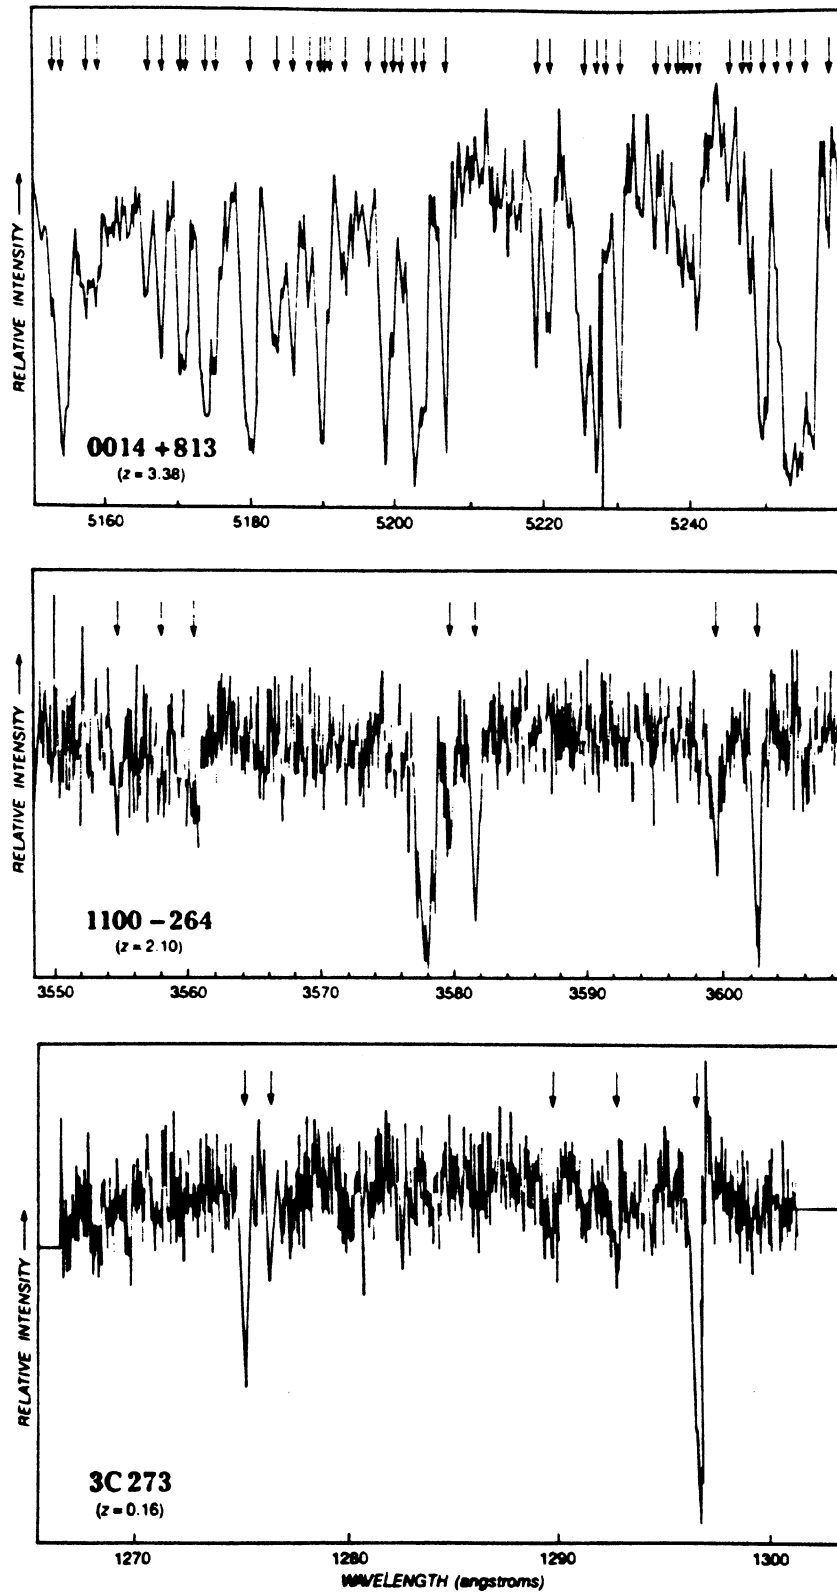 RELATIVE INTENSITY
0014 +813
(z = 3.38)
5160 5180 5200 5220 5240
RELATIVE INTENSITY
1100 – 264
(z = 2.10)
3550 3560 3570 3580 3590 3600
RELATIVE INTENSITY
3C 273
(z = 0.16)
1270 1280 1290 1300
WAVELENGTH (angstroms)